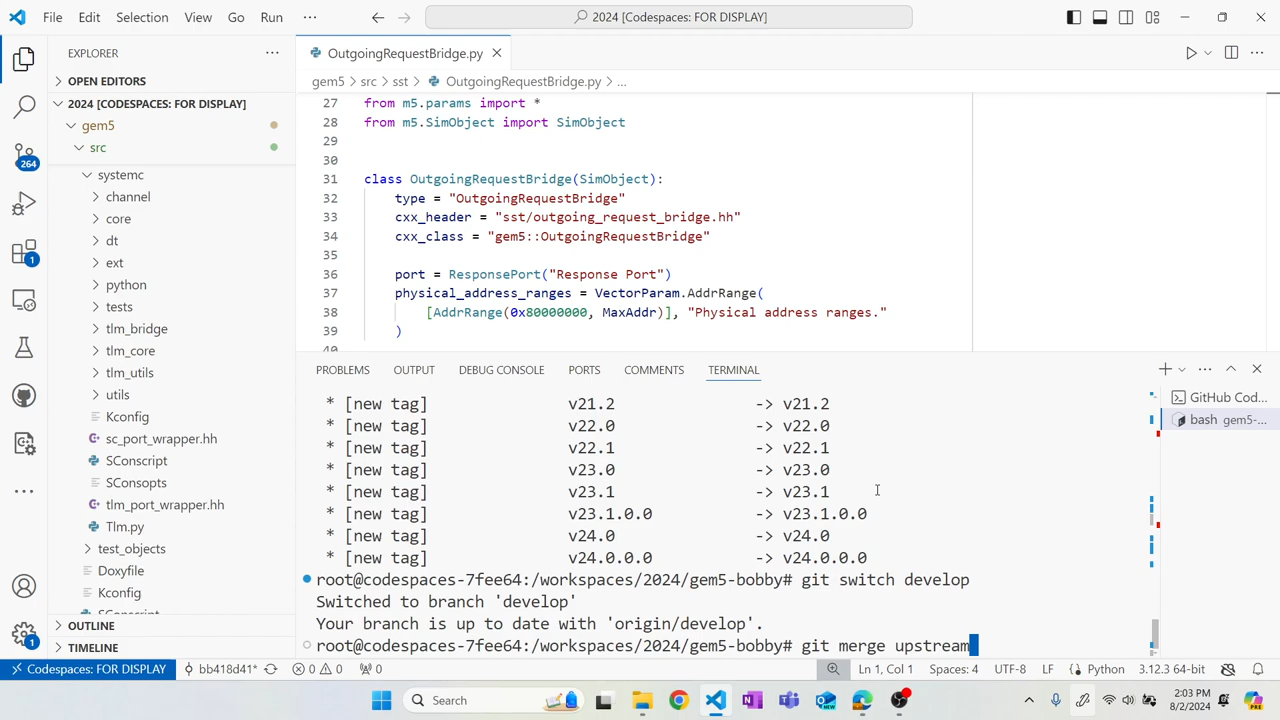 File Edit Selection View Go Run ···
2024 [Codespaces: FOR DISPLAY]
EXPLORER
OPEN EDITORS
2024 [CODESPACES: FOR DISPLAY]
gem5
src
systemc
channel
core
dt
ext
python
tests
tlm_bridge
tlm_core
tlm_utils
utils
Kconfig
sc_port_wrapper.hh
SConscript
SConsopts
tlm_port_wrapper.hh
Tlm.py
test_objects
Doxyfile
Kconfig
SConscript
OUTLINE
TIMELINE
264
1
1
OutgoingRequestBridge.py
gem5 > src > sst > OutgoingRequestBridge.py > ...
27 from m5.params import *
28 from m5.SimObject import SimObject
29
30
31 class OutgoingRequestBridge(SimObject):
32 type = "OutgoingRequestBridge"
33 cxx_header = "sst/outgoing_request_bridge.hh"
34 cxx_class = "gem5::OutgoingRequestBridge"
35
36 port = ResponsePort("Response Port")
37 physical_address_ranges = VectorParam.AddrRange(
38 [AddrRange(0x80000000, MaxAddr)], "Physical address ranges."
39 )
40
PROBLEMS OUTPUT DEBUG CONSOLE PORTS COMMENTS TERMINAL
* [new tag] v21.2 -> v21.2
* [new tag] v22.0 -> v22.0
* [new tag] v22.1 -> v22.1
* [new tag] v23.0 -> v23.0
* [new tag] v23.1 -> v23.1
* [new tag] v23.1.0.0 -> v23.1.0.0
* [new tag] v24.0 -> v24.0
* [new tag] v24.0.0.0 -> v24.0.0.0
root@codespaces-7fee64:/workspaces/2024/gem5-bobby# git switch develop
Switched to branch 'develop'
Your branch is up to date with 'origin/develop'.
root@codespaces-7fee64:/workspaces/2024/gem5-bobby# git merge upstream
GitHub Cod...
bash gem5-...
Codespaces: FOR DISPLAY bb418d41* 0 0 0 Ln 1, Col 1 Spaces: 4 UTF-8 LF Python 3.12.3 64-bit
Search
2:03 PM
8/2/2024